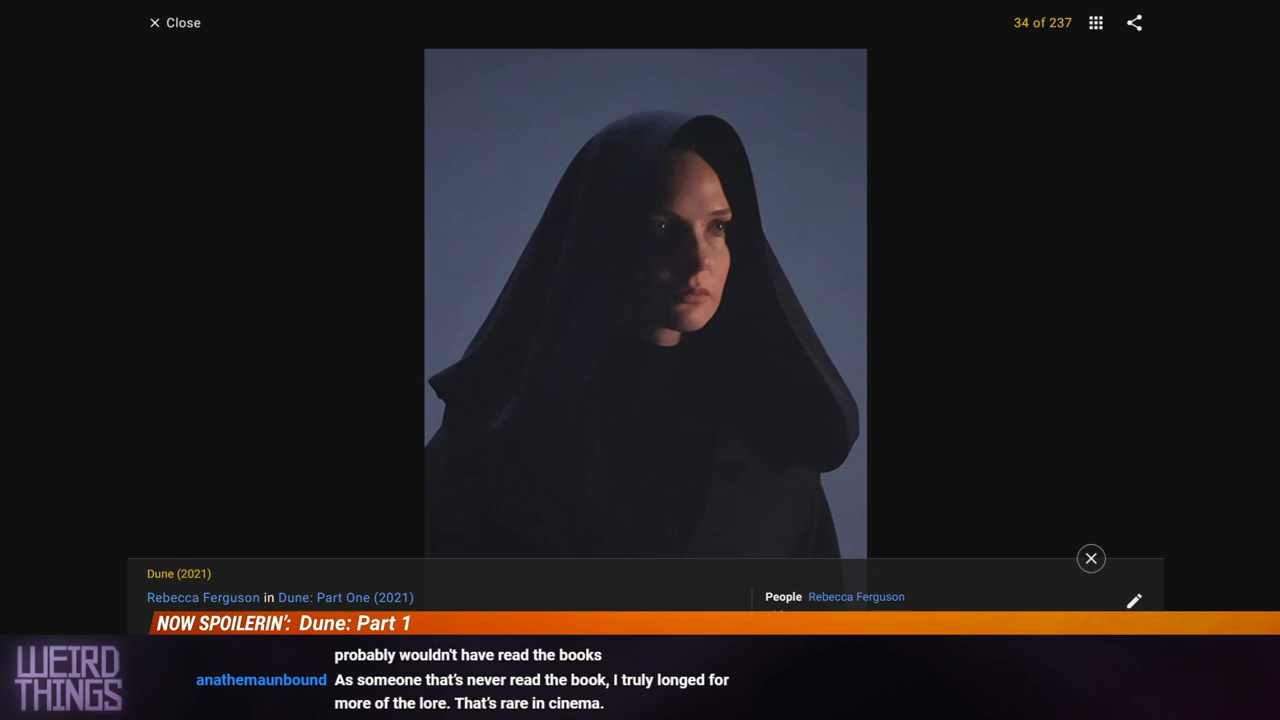 Close
34 of 237
Dune (2021)
Rebecca Ferguson in Dune: Part One (2021)
People Rebecca Ferguson
NOW SPOILERIN': Dune: Part 1
WEIRD
THINGS
probably wouldn't have read the books
anathemaunbound As someone that's never read the book, I truly longed for
more of the lore. That's rare in cinema.